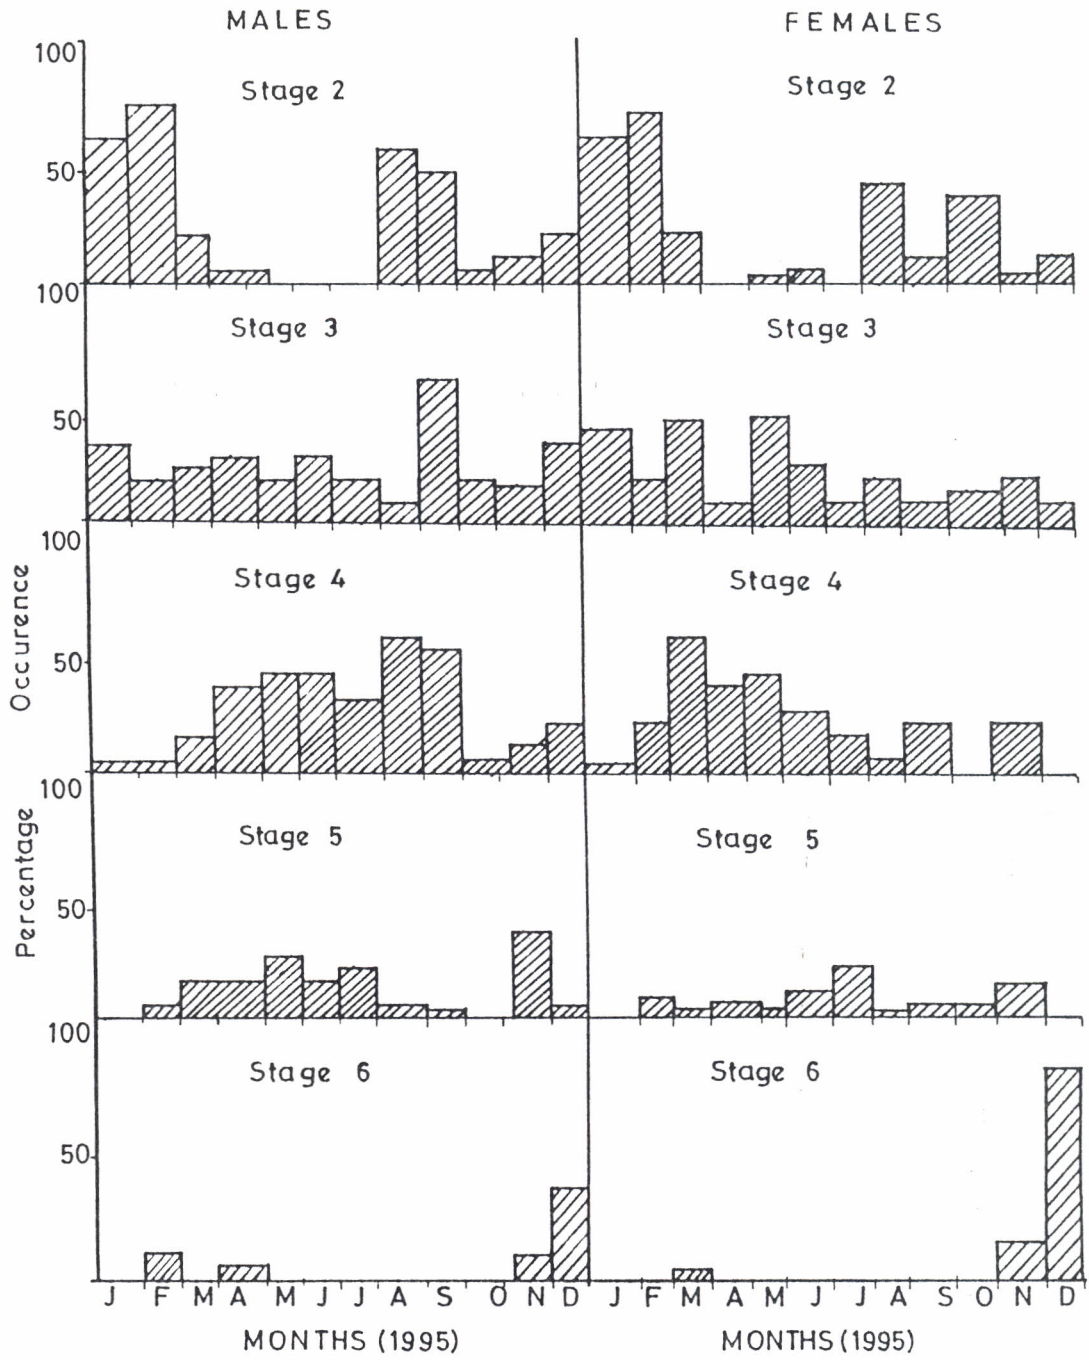 MALES FEMALES
100
Stage 2 Stage 2
50
100
Stage 3 Stage 3
50
100
Stage 4 Stage 4
50
100
Stage 5 Stage 5
50
100
Stage 6 Stage 6
50
Percentage Occurence
J F M A M J J A S O N D J F M A M J J A S O N D
MONTHS (1995) MONTHS (1995)